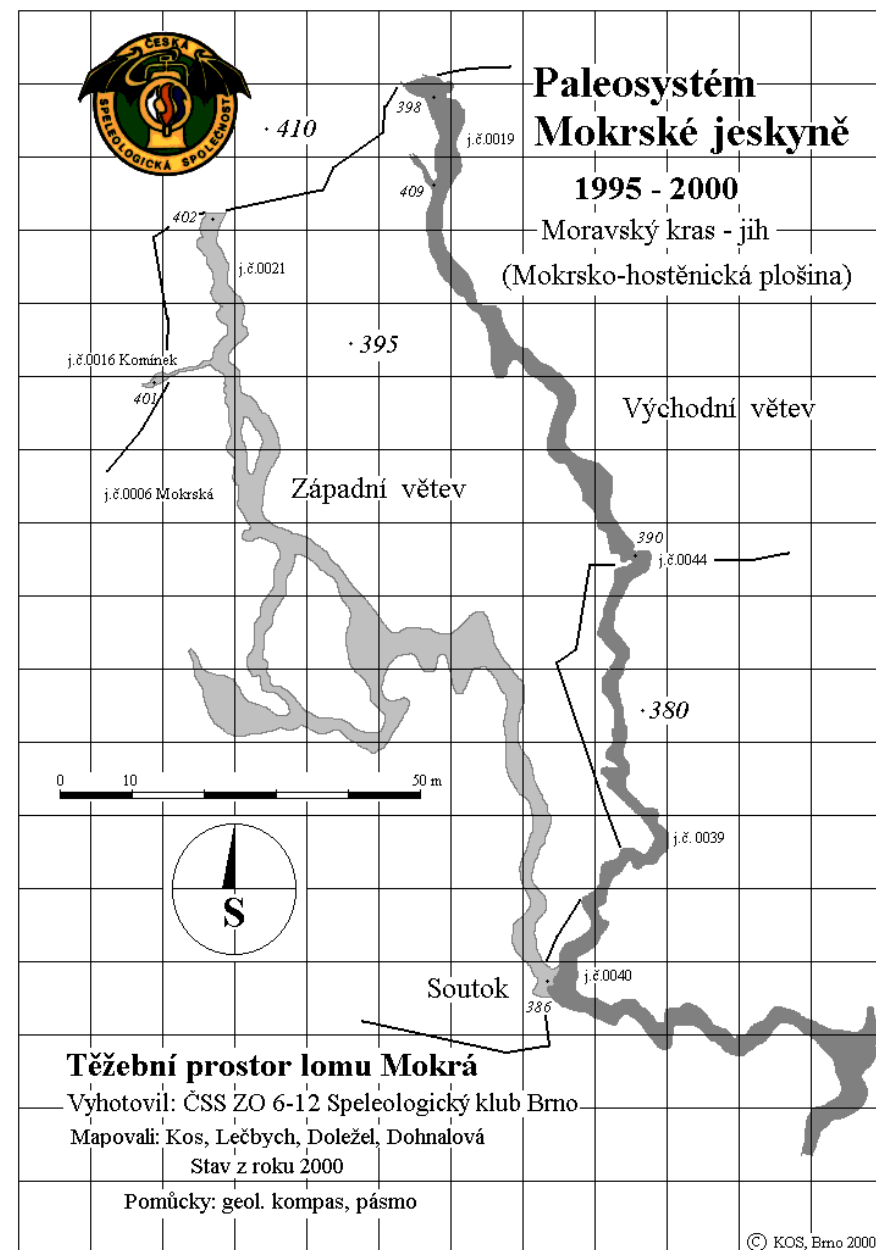 ČESKÁ
SPELEOLOGICKÁ SPOLEČNOST
Paleosystém
Mokrské jeskyně
1995 - 2000
Moravský kras - jih
(Mokrsko-hostěnická plošina)
· 410
398
j.č.0019
409
402
j.č.0021
· 395
j.č.0016 Komínek
401
Východní větev
j.č.0006 Mokrská
Západní větev
390
j.č.0044
· 380
0 10 50 m
j.č. 0039
S
j.č.0040
Soutok
386
Těžební prostor lomu Mokrá
Vyhotovil: ČSS ZO 6-12 Speleologický klub Brno
Mapovali: Kos, Lečbych, Doležel, Dohnalová
Stav z roku 2000
Pomůcky: geol. kompas, pásmo
© KOS, Brno 2000